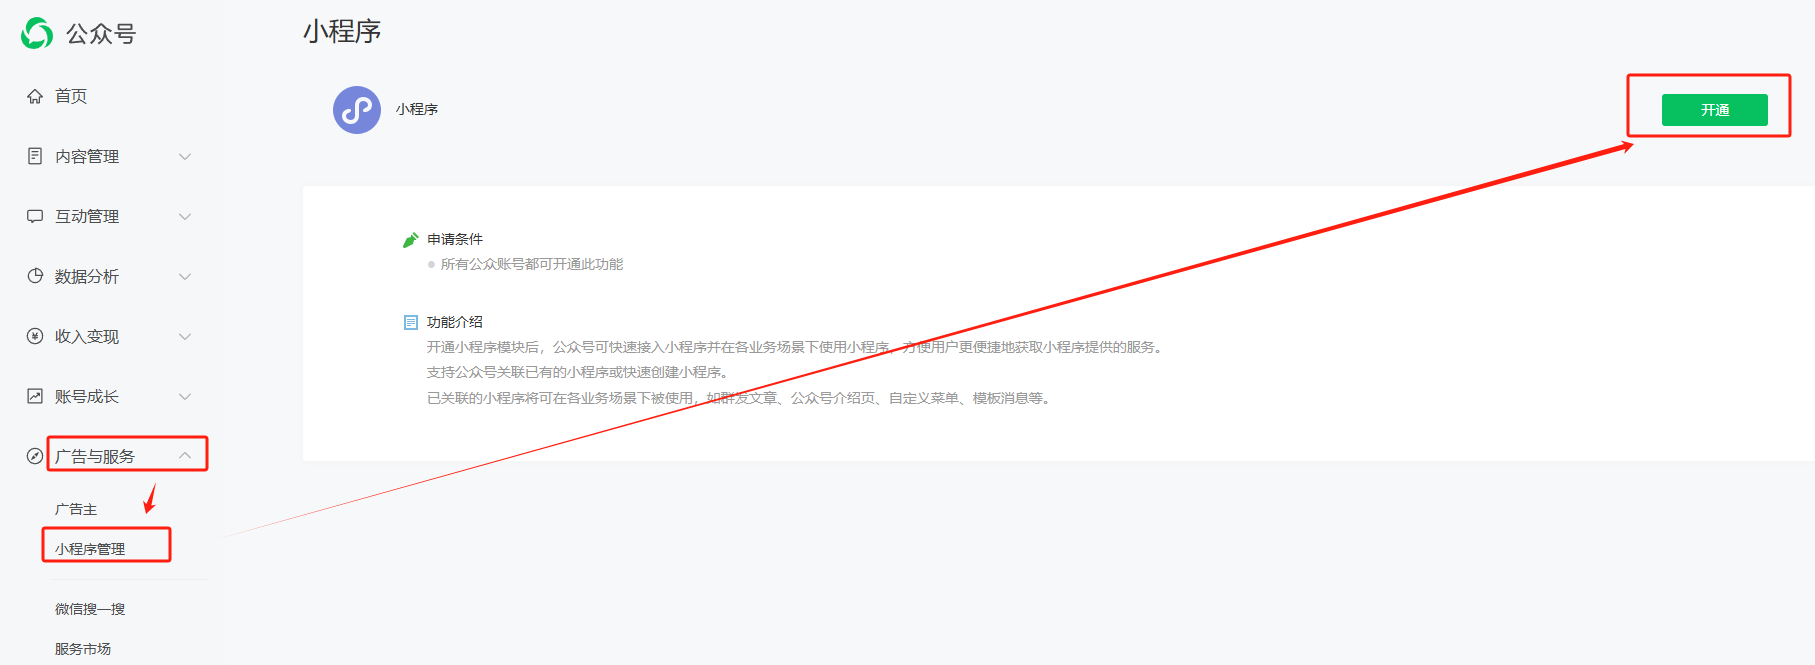 公众号
首页
内容管理
互动管理
数据分析
收入变现
账号成长
广告与服务
广告主
小程序管理
微信搜一搜
服务市场
小程序
小程序
开通
申请条件
所有公众账号都可开通此功能
功能介绍
开通小程序模块后，公众号可快速接入小程序并在各业务场景下使用小程序，方便用户更便捷地获取小程序提供的服务。
支持公众号关联已有的小程序或快速创建小程序。
已关联的小程序将可在各业务场景下被使用，如群发文章、公众号介绍页、自定义菜单、模板消息等。